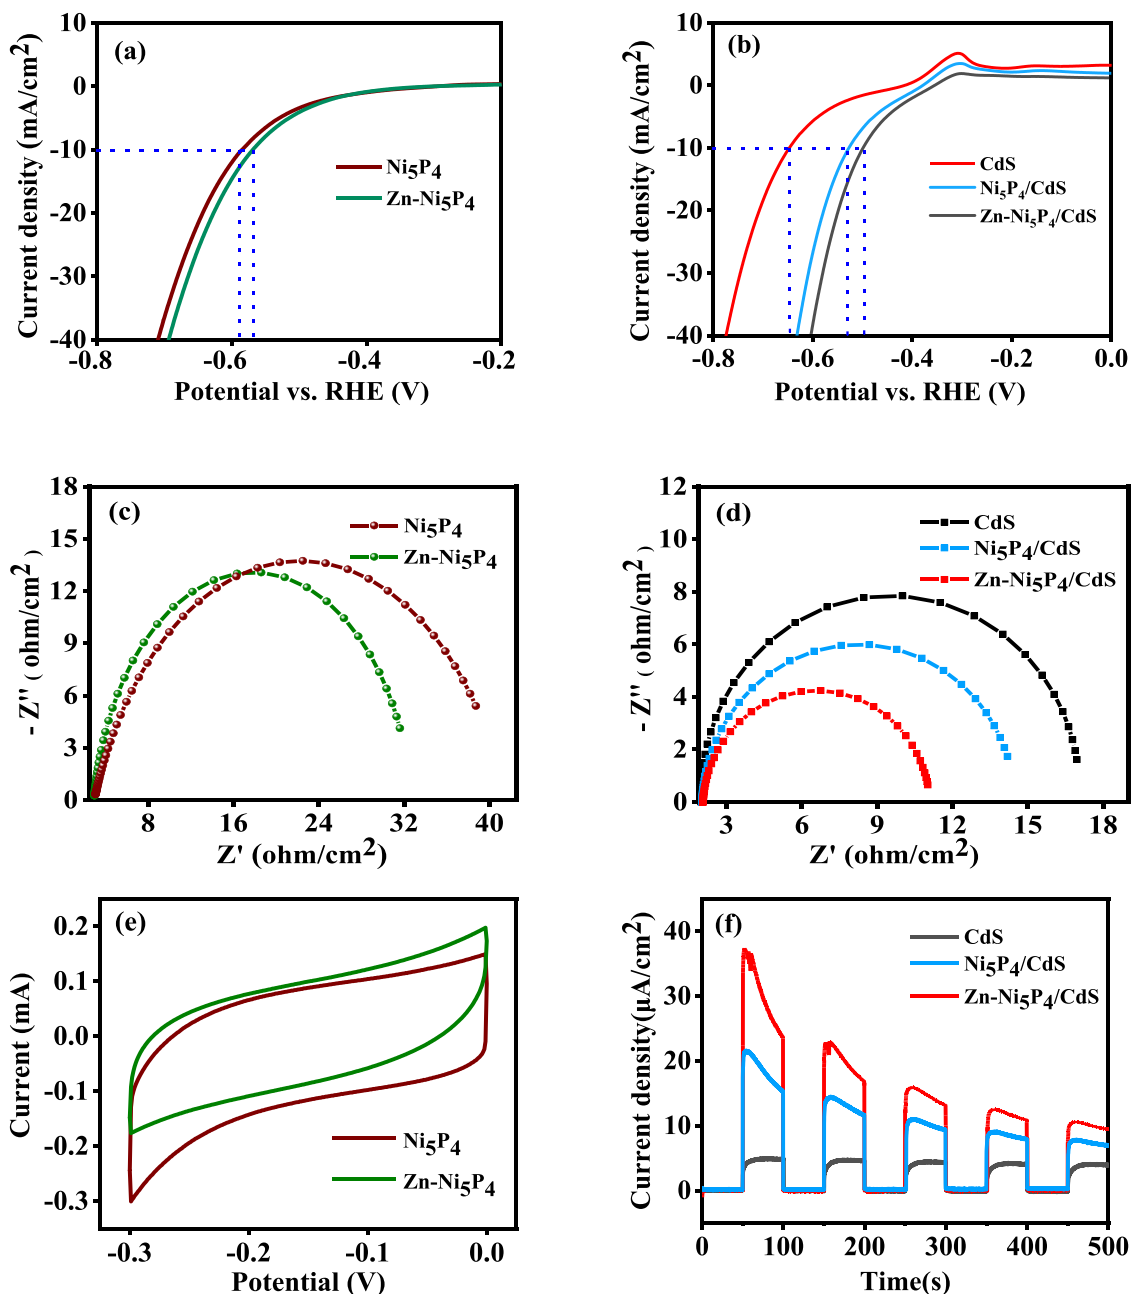 (a)
10
0
-10
-20
-30
-40
-0.8
-0.6
-0.4
-0.2
Current density (mA/cm²)
Potential vs. RHE (V)
Ni₅P₄
Zn-Ni₅P₄
(b)
10
0
-10
-20
-30
-40
-0.8
-0.6
-0.4
-0.2
0.0
Current density (mA/cm²)
Potential vs. RHE (V)
CdS
Ni₅P₄/CdS
Zn-Ni₅P₄/CdS
(c)
18
15
12
9
6
3
0
8
16
24
32
40
- Z'' ( ohm/cm²)
Z' (ohm/cm²)
Ni₅P₄
Zn-Ni₅P₄
(d)
12
10
8
6
4
2
0
3
6
9
12
15
18
- Z'' ( ohm/cm²)
Z' (ohm/cm²)
CdS
Ni₅P₄/CdS
Zn-Ni₅P₄/CdS
(e)
0.2
0.1
0.0
-0.1
-0.2
-0.3
-0.3
-0.2
-0.1
0.0
Current (mA)
Potential (V)
Ni₅P₄
Zn-Ni₅P₄
(f)
40
30
20
10
0
0
100
200
300
400
500
Current density(μA/cm²)
Time(s)
CdS
Ni₅P₄/CdS
Zn-Ni₅P₄/CdS